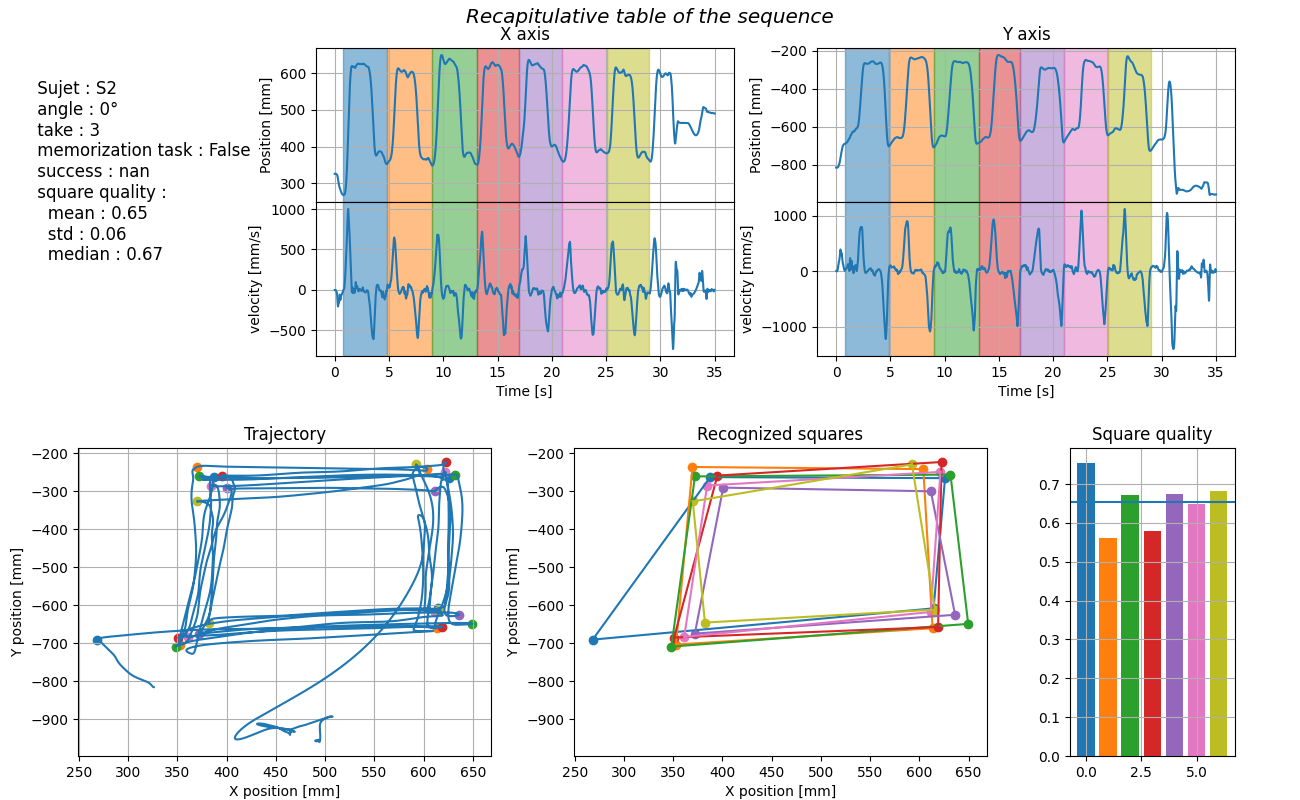 Recapitulative table of the sequence
Sujet : S2
angle : 0°
take : 3
memorization task : False
success : nan
square quality :
mean : 0.65
std : 0.06
median : 0.67
X axis
Position [mm]
600
500
400
300
velocity [mm/s]
1000
500
0
−500
0 5 10 15 20 25 30 35
Time [s]
Y axis
Position [mm]
−200
−400
−600
−800
velocity [mm/s]
1000
0
−1000
0 5 10 15 20 25 30 35
Time [s]
Trajectory
Y position [mm]
−200
−300
−400
−500
−600
−700
−800
−900
250 300 350 400 450 500 550 600 650
X position [mm]
Recognized squares
Y position [mm]
−200
−300
−400
−500
−600
−700
−800
−900
250 300 350 400 450 500 550 600 650
X position [mm]
Square quality
0.7
0.6
0.5
0.4
0.3
0.2
0.1
0.0
0.0 2.5 5.0